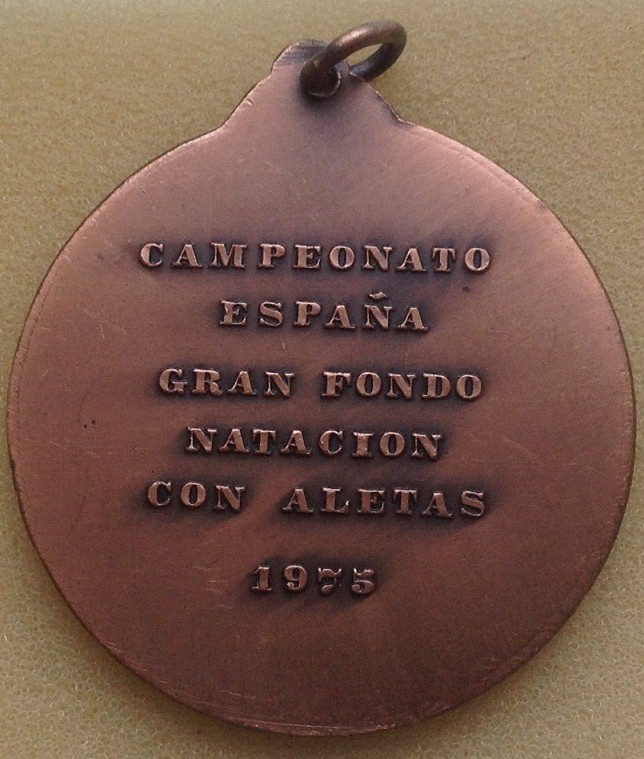 CAMPEONATO
ESPAÑA
GRAN FONDO
NATACION
CON ALETAS
1975